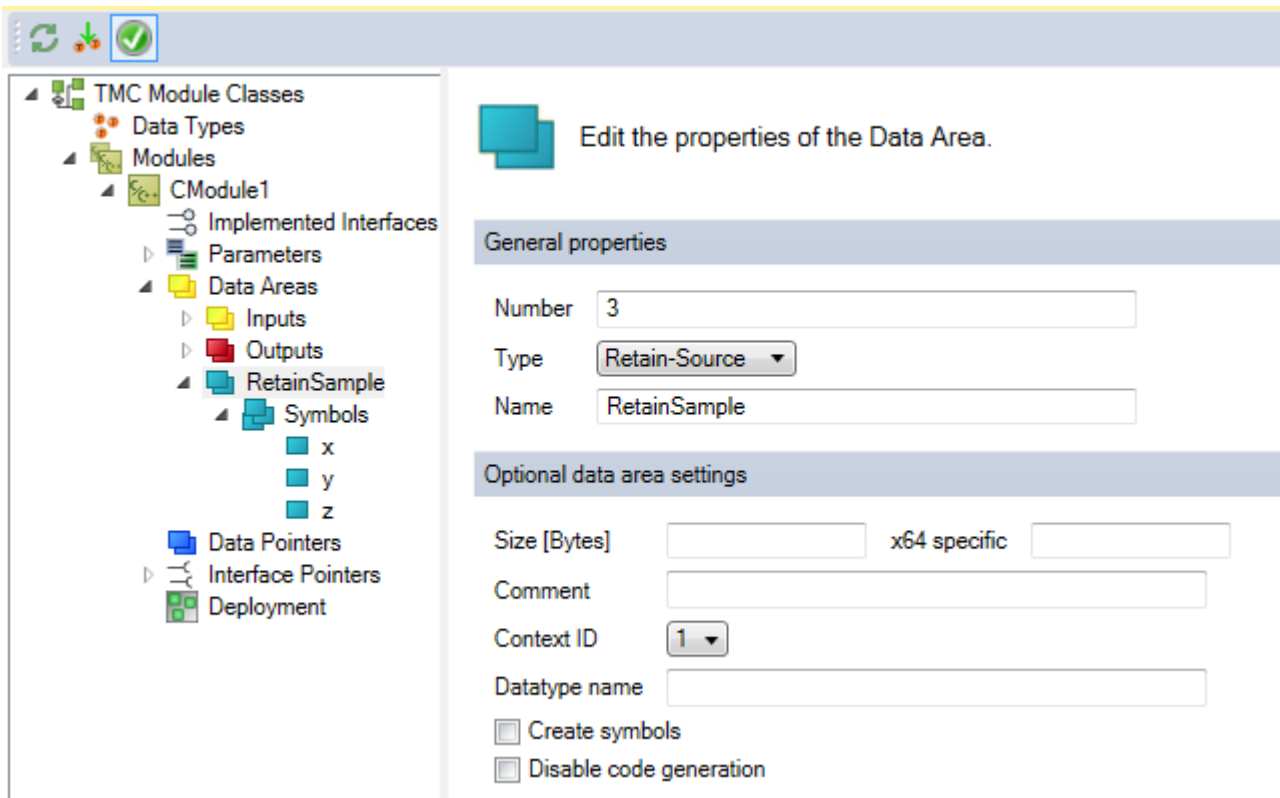 TMC Module Classes
Data Types
Modules
CModule1
Implemented Interfaces
Parameters
Data Areas
Inputs
Outputs
RetainSample
Symbols
x
y
z
Data Pointers
Interface Pointers
Deployment
Edit the properties of the Data Area.
General properties
Number 3
Type Retain-Source
Name RetainSample
Optional data area settings
Size [Bytes] x64 specific
Comment
Context ID 1
Datatype name
Create symbols
Disable code generation